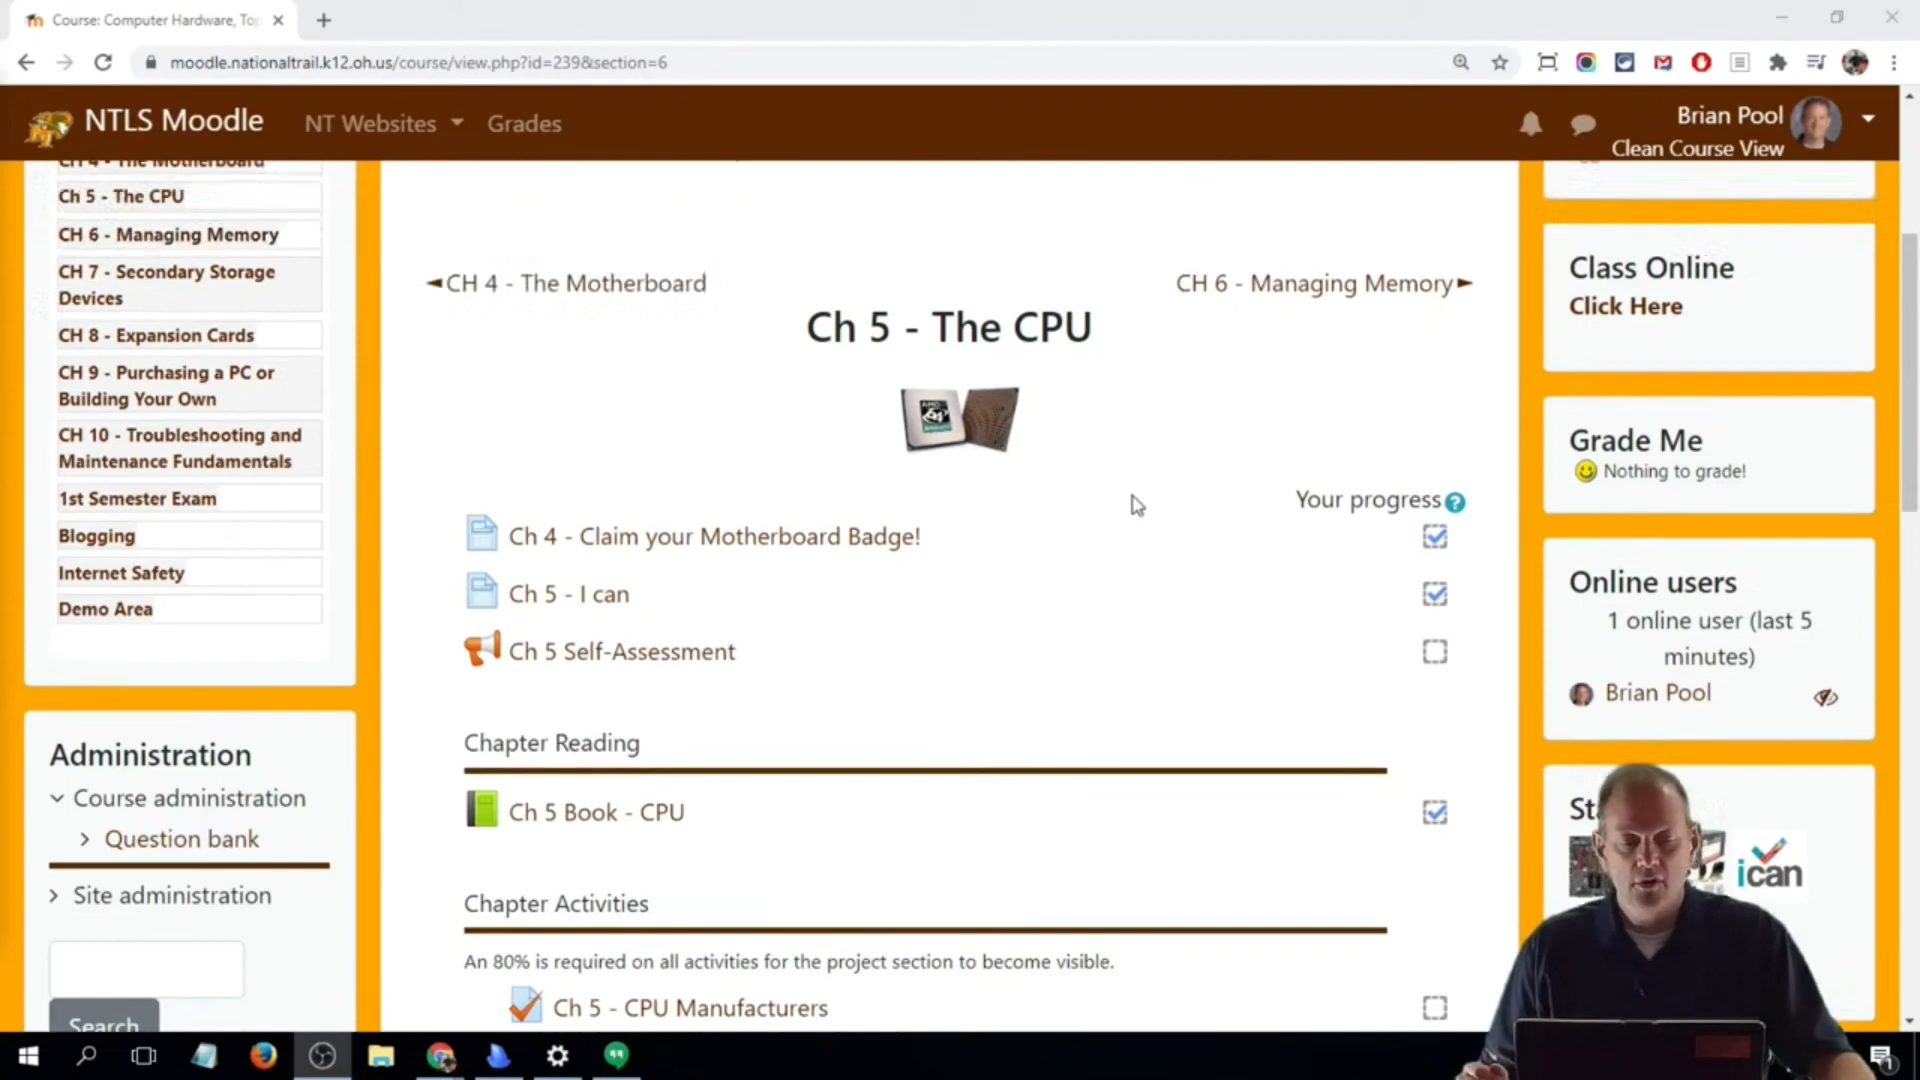 Course: Computer Hardware, Top
moodle.nationaltrail.k12.oh.us/course/view.php?id=239&section=6
NTLS Moodle
NT Websites
Grades
Brian Pool
Clean Course View
CH 4 - The Motherboard
Ch 5 - The CPU
CH 6 - Managing Memory
CH 7 - Secondary Storage
Devices
CH 8 - Expansion Cards
CH 9 - Purchasing a PC or
Building Your Own
CH 10 - Troubleshooting and
Maintenance Fundamentals
1st Semester Exam
Blogging
Internet Safety
Demo Area
Administration
Course administration
Question bank
Site administration
Search
◄CH 4 - The Motherboard
CH 6 - Managing Memory►
Ch 5 - The CPU
AMD
Your progress
Ch 4 - Claim your Motherboard Badge!
Ch 5 - I can
Ch 5 Self-Assessment
Chapter Reading
Ch 5 Book - CPU
Chapter Activities
An 80% is required on all activities for the project section to become visible.
Ch 5 - CPU Manufacturers
Class Online
Click Here
Grade Me
Nothing to grade!
Online users
1 online user (last 5
minutes)
Brian Pool
ican
1